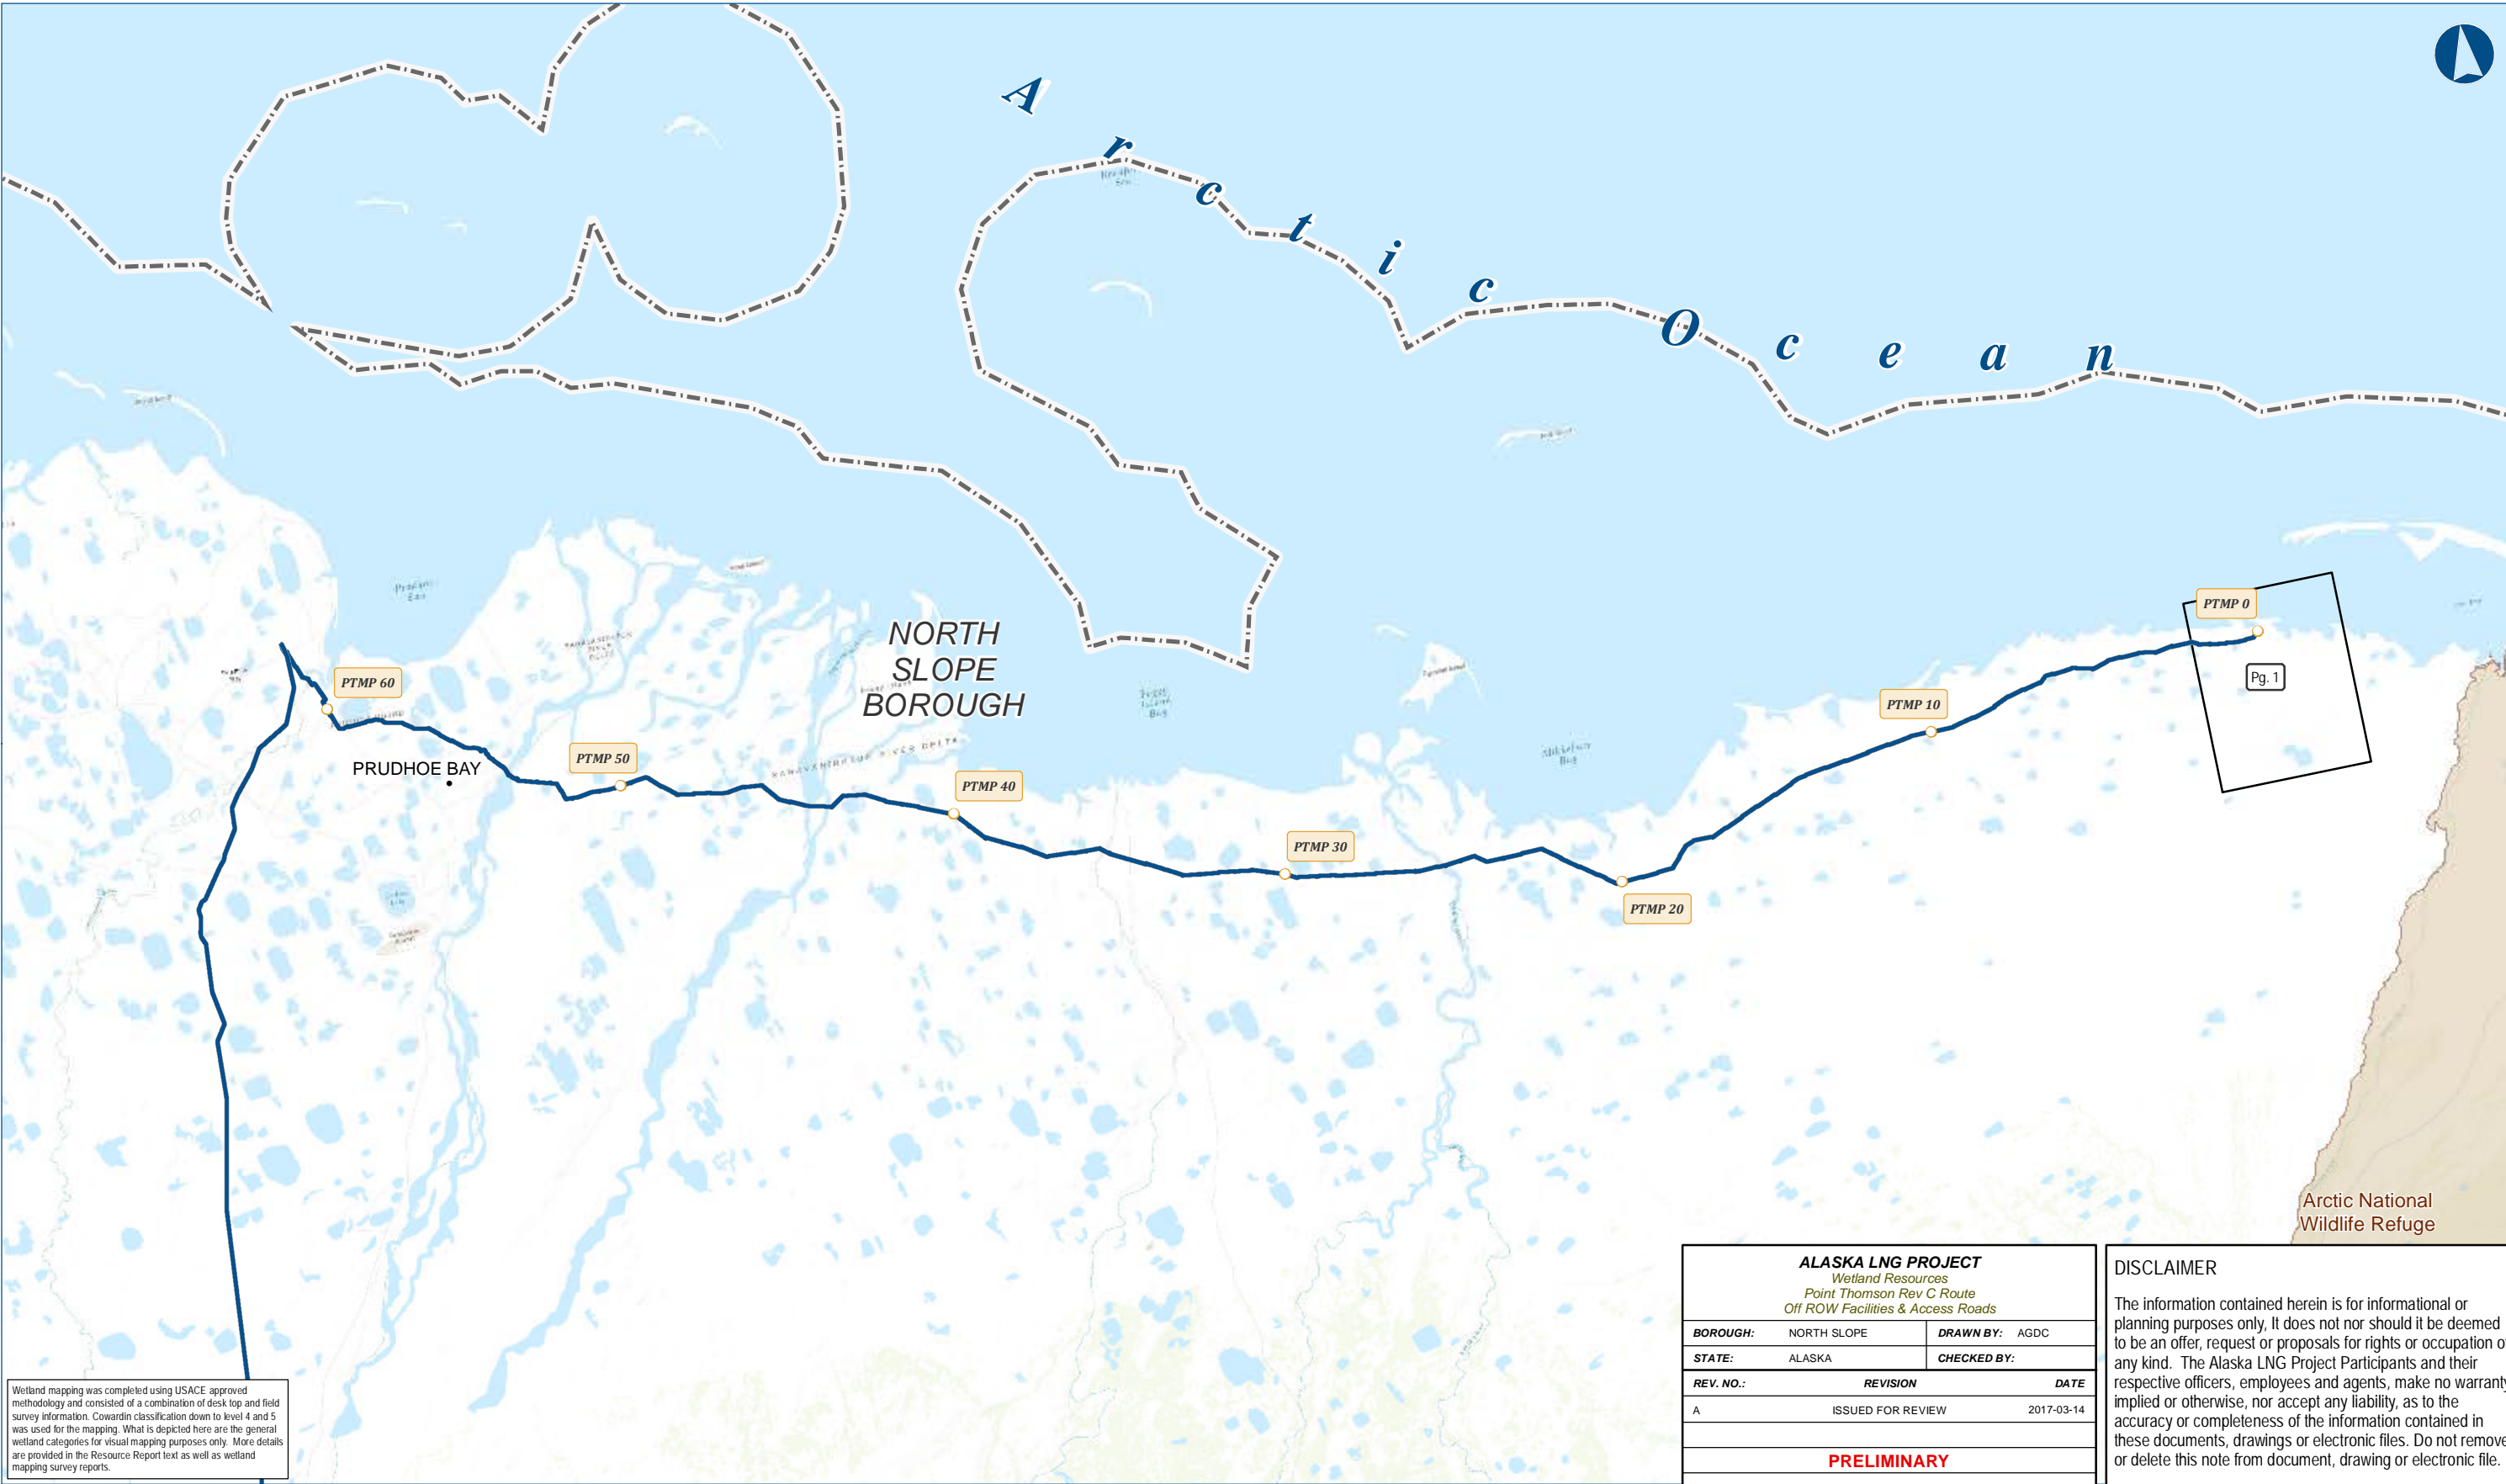 Arctic Ocean
NORTH
SLOPE
BOROUGH
PTMP 0
Pg. 1
PTMP 10
PTMP 20
PTMP 30
PTMP 40
PTMP 50
PTMP 60
PRUDHOE BAY
Arctic National
Wildlife Refuge
Wetland mapping was completed using USACE approved
methodology and consisted of a combination of desk top and field
survey information. Cowardin classification down to level 4 and 5
was used for the mapping. What is depicted here are the general
wetland categories for visual mapping purposes only. More details
are provided in the Resource Report text as well as wetland
mapping survey reports.
ALASKA LNG PROJECT
Wetland Resources
Point Thomson Rev C Route
Off ROW Facilities & Access Roads
BOROUGH: NORTH SLOPE DRAWN BY: AGDC
STATE: ALASKA CHECKED BY:
REV. NO.: REVISION DATE
A ISSUED FOR REVIEW 2017-03-14
PRELIMINARY
DISCLAIMER
The information contained herein is for informational or
planning purposes only, It does not nor should it be deemed
to be an offer, request or proposals for rights or occupation o
any kind. The Alaska LNG Project Participants and their
respective officers, employees and agents, make no warranty
implied or otherwise, nor accept any liability, as to the
accuracy or completeness of the information contained in
these documents, drawings or electronic files. Do not remove
or delete this note from document, drawing or electronic file.